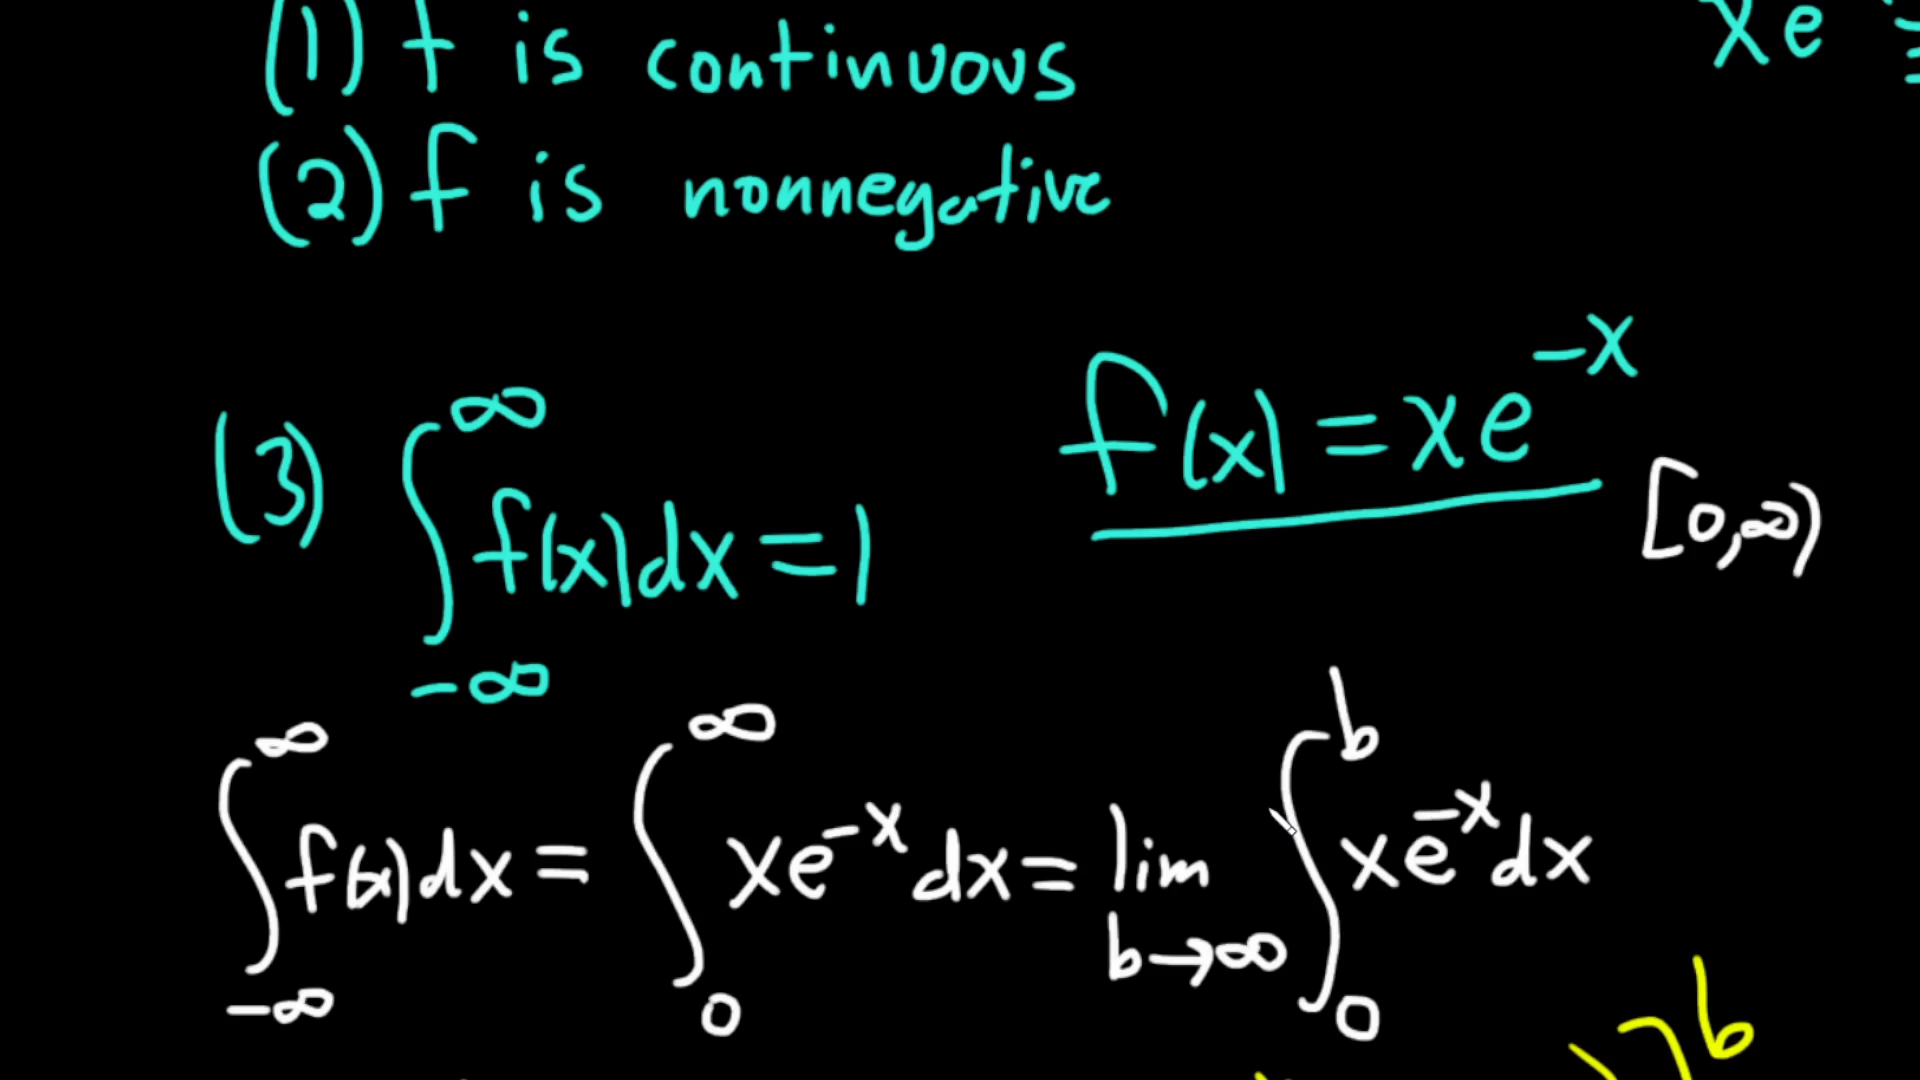 (1) f is continuous
xe
(2) f is nonnegative
f(x) = xe^{-x}
[0,∞)
(3) ∫_{-∞}^{∞} f(x)dx = 1
∫_{-∞}^{∞} f(x)dx = ∫_0^∞ xe^{-x}dx = lim_{b→∞} ∫_0^b xe^{-x}dx
b